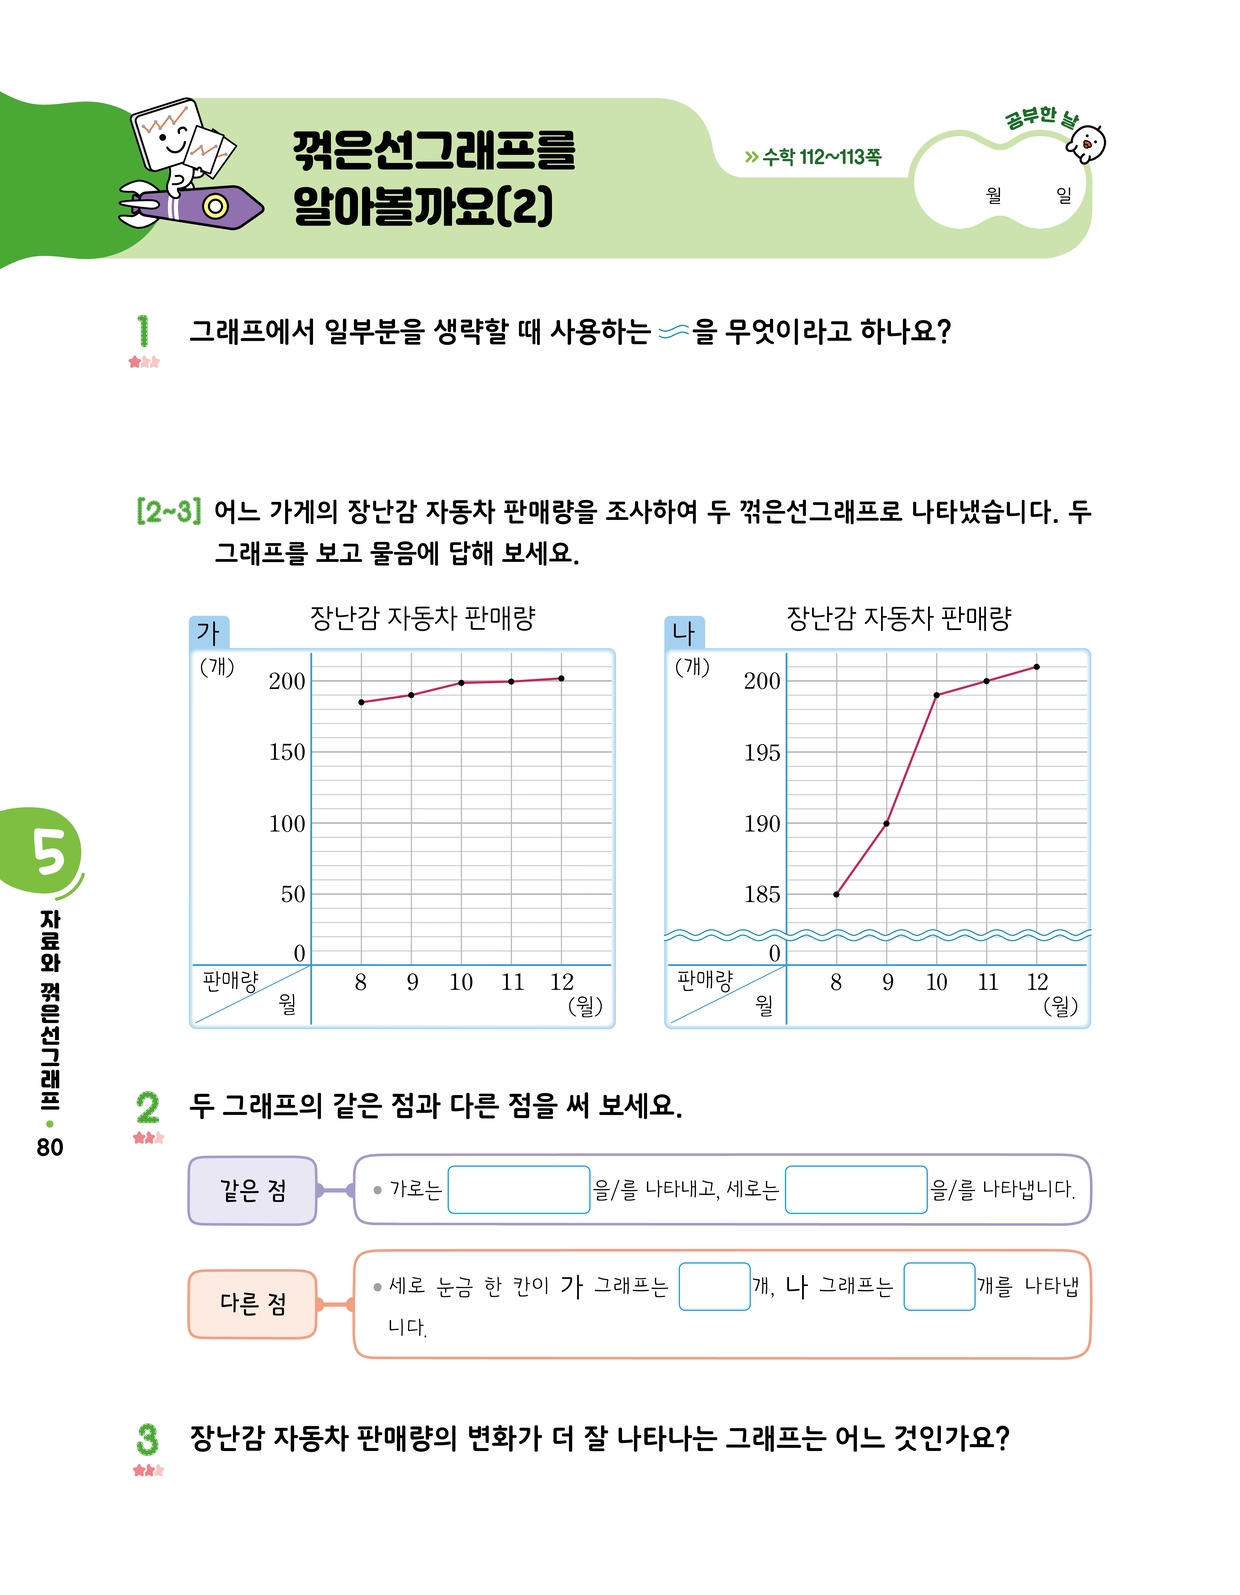 꺾은선그래프를
알아볼까요(2)
» 수학 112~113쪽
공부한 날
월 일
1 그래프에서 일부분을 생략할 때 사용하는 을 무엇이라고 하나요?
[2~3] 어느 가게의 장난감 자동차 판매량을 조사하여 두 꺾은선그래프로 나타냈습니다. 두
그래프를 보고 물음에 답해 보세요.
가
장난감 자동차 판매량
(개)
200
150
100
50
0
판매량
월
8 9 10 11 12
(월)
나
장난감 자동차 판매량
(개)
200
195
190
185
0
판매량
월
8 9 10 11 12
(월)
5
자료와 꺾은선그래프
80
2 두 그래프의 같은 점과 다른 점을 써 보세요.
같은 점
• 가로는 을/를 나타내고, 세로는 을/를 나타냅니다.
다른 점
• 세로 눈금 한 칸이 가 그래프는 개, 나 그래프는 개를 나타냅
니다.
3 장난감 자동차 판매량의 변화가 더 잘 나타나는 그래프는 어느 것인가요?